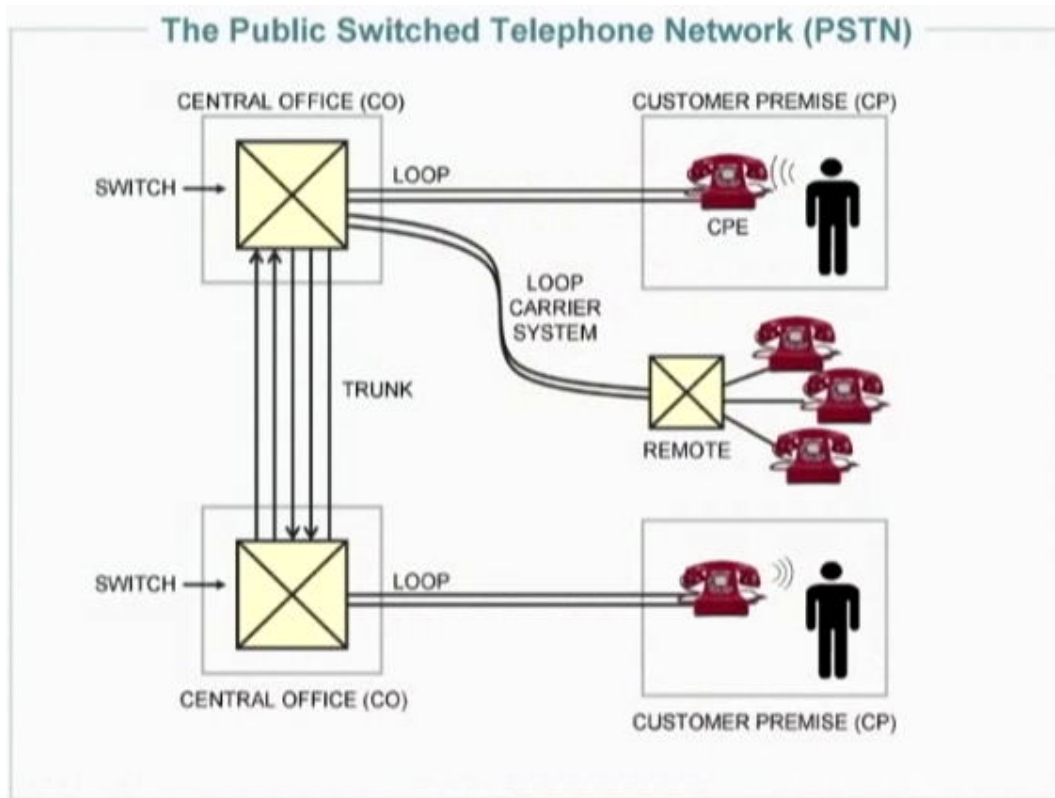 The Public Switched Telephone Network (PSTN)
CENTRAL OFFICE (CO)
CUSTOMER PREMISE (CP)
SWITCH
LOOP
CPE
LOOP
CARRIER
SYSTEM
TRUNK
REMOTE
SWITCH
LOOP
CENTRAL OFFICE (CO)
CUSTOMER PREMISE (CP)